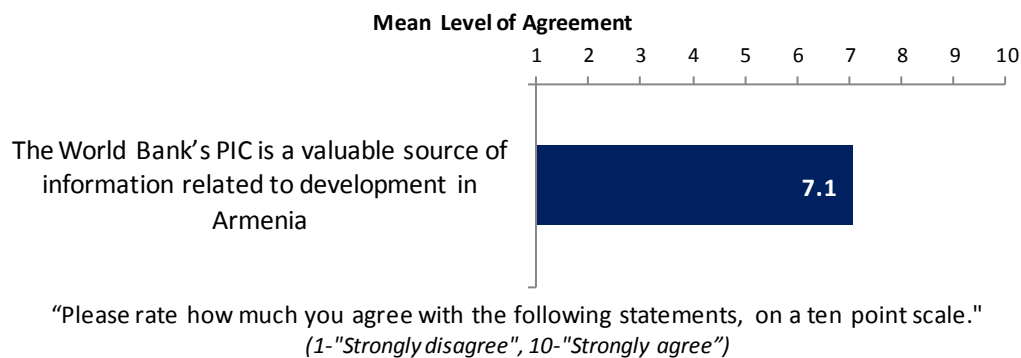 Mean Level of Agreement
1 2 3 4 5 6 7 8 9 10
The World Bank’s PIC is a valuable source of
information related to development in
Armenia
7.1
“Please rate how much you agree with the following statements, on a ten point scale."
(1-"Strongly disagree", 10-"Strongly agree”)